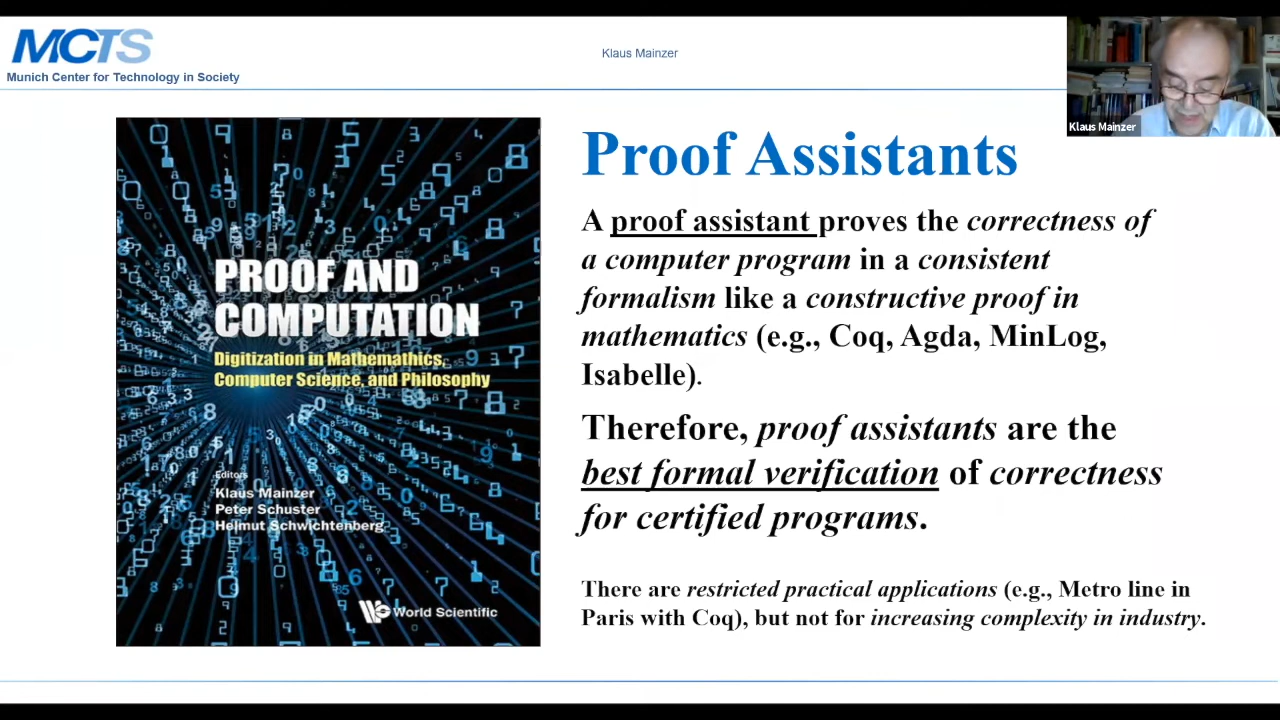 MCTS
Munich Center for Technology in Society
Klaus Mainzer
Klaus Mainzer
PROOF AND
COMPUTATION
Digitization in Mathemathics,
Computer Science, and Philosophy
Editors
Klaus Mainzer
Peter Schuster
Helmut Schwichtenberg
World Scientific
Proof Assistants
A proof assistant proves the correctness of
a computer program in a consistent
formalism like a constructive proof in
mathematics (e.g., Coq, Agda, MinLog,
Isabelle).
Therefore, proof assistants are the
best formal verification of correctness
for certified programs.
There are restricted practical applications (e.g., Metro line in
Paris with Coq), but not for increasing complexity in industry.